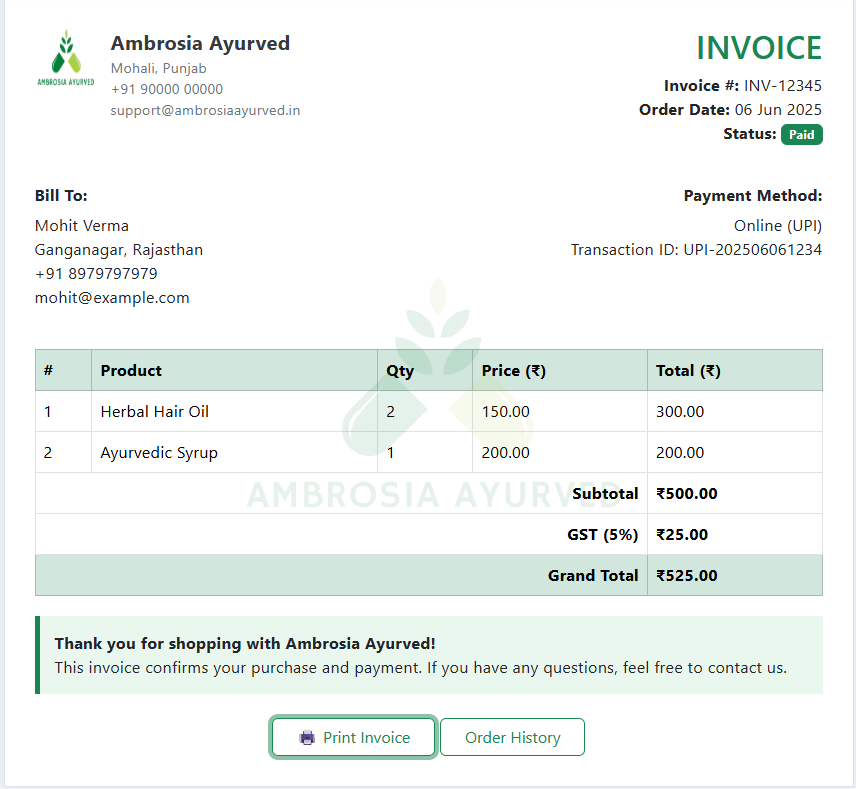 AMBROSIA AYURVED
Ambrosia Ayurved
Mohali, Punjab
+91 90000 00000
support@ambrosiaayurved.in
INVOICE
Invoice #: INV-12345
Order Date: 06 Jun 2025
Status: Paid
Bill To:
Mohit Verma
Ganganagar, Rajasthan
+91 8979797979
mohit@example.com
Payment Method:
Online (UPI)
Transaction ID: UPI-202506061234
# Product Qty Price (₹) Total (₹)
1 Herbal Hair Oil 2 150.00 300.00
2 Ayurvedic Syrup 1 200.00 200.00
AMBROSIA AYURVED
Subtotal ₹500.00
GST (5%) ₹25.00
Grand Total ₹525.00
Thank you for shopping with Ambrosia Ayurved!
This invoice confirms your purchase and payment. If you have any questions, feel free to contact us.
Print Invoice Order History